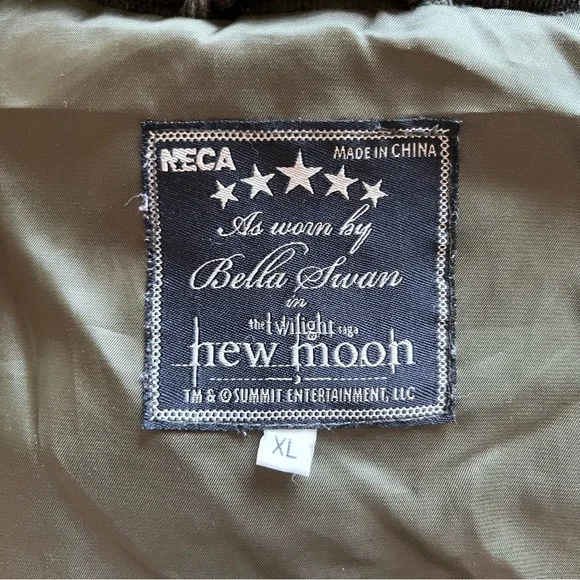 NECA MADE IN CHINA
As worn by
Bella Swan
in
the twilight saga
new moon
TM & © SUMMIT ENTERTAINMENT, LLC
XL